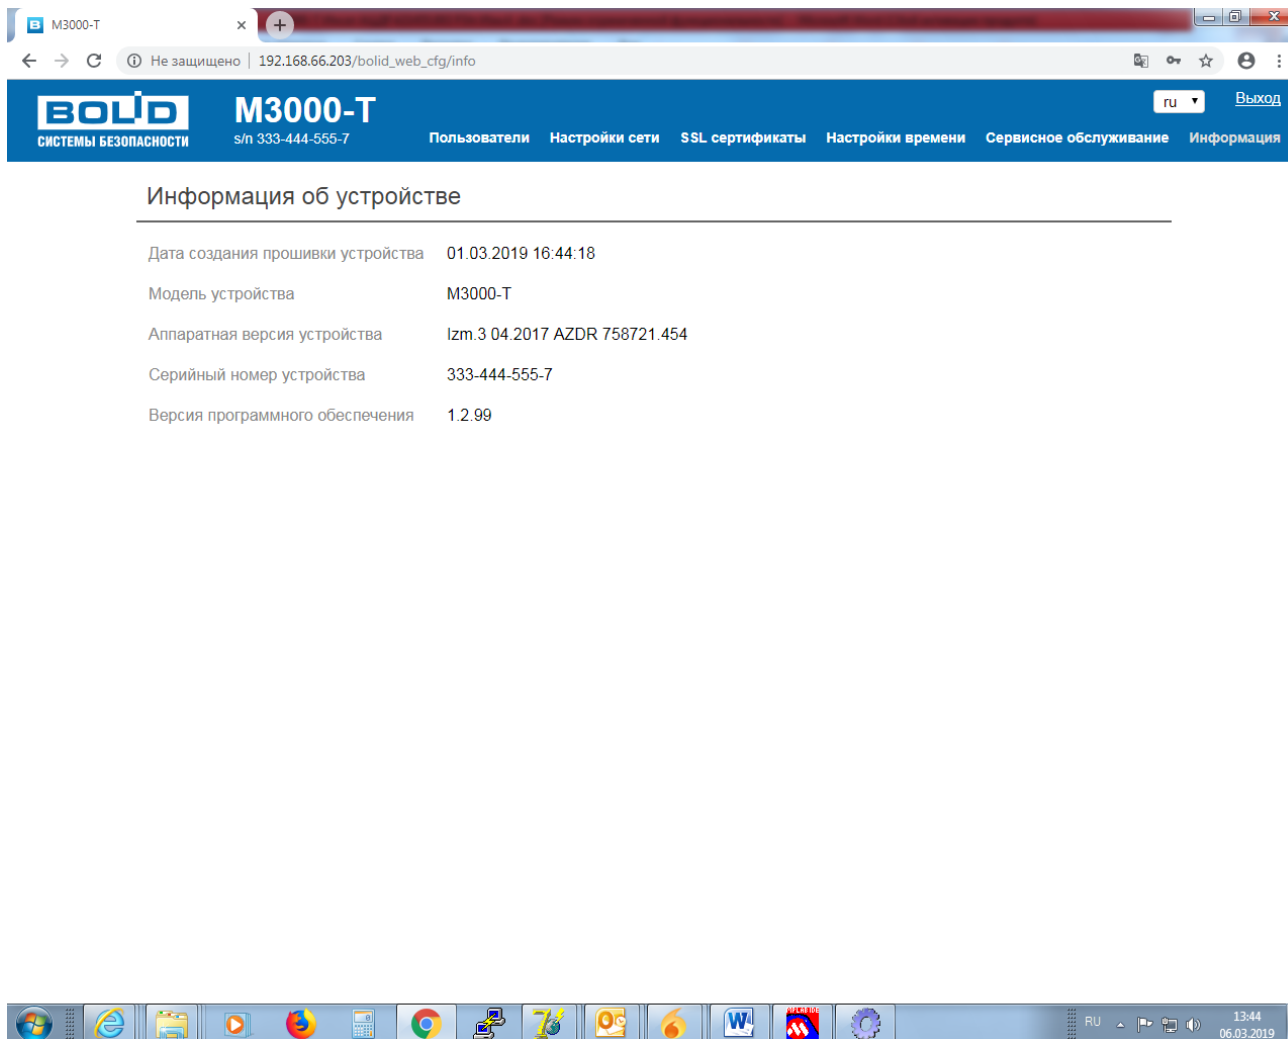 M3000-T
Не защищено | 192.168.66.203/bolid_web_cfg/info
BOLID
СИСТЕМЫ БЕЗОПАСНОСТИ
M3000-T
s/n 333-444-555-7
ru
Выход
Пользователи Настройки сети SSL сертификаты Настройки времени Сервисное обслуживание Информация
Информация об устройстве
Дата создания прошивки устройства 01.03.2019 16:44:18
Модель устройства M3000-T
Аппаратная версия устройства Izm.3 04.2017 AZDR 758721.454
Серийный номер устройства 333-444-555-7
Версия программного обеспечения 1.2.99
RU
13:44
06.03.2019